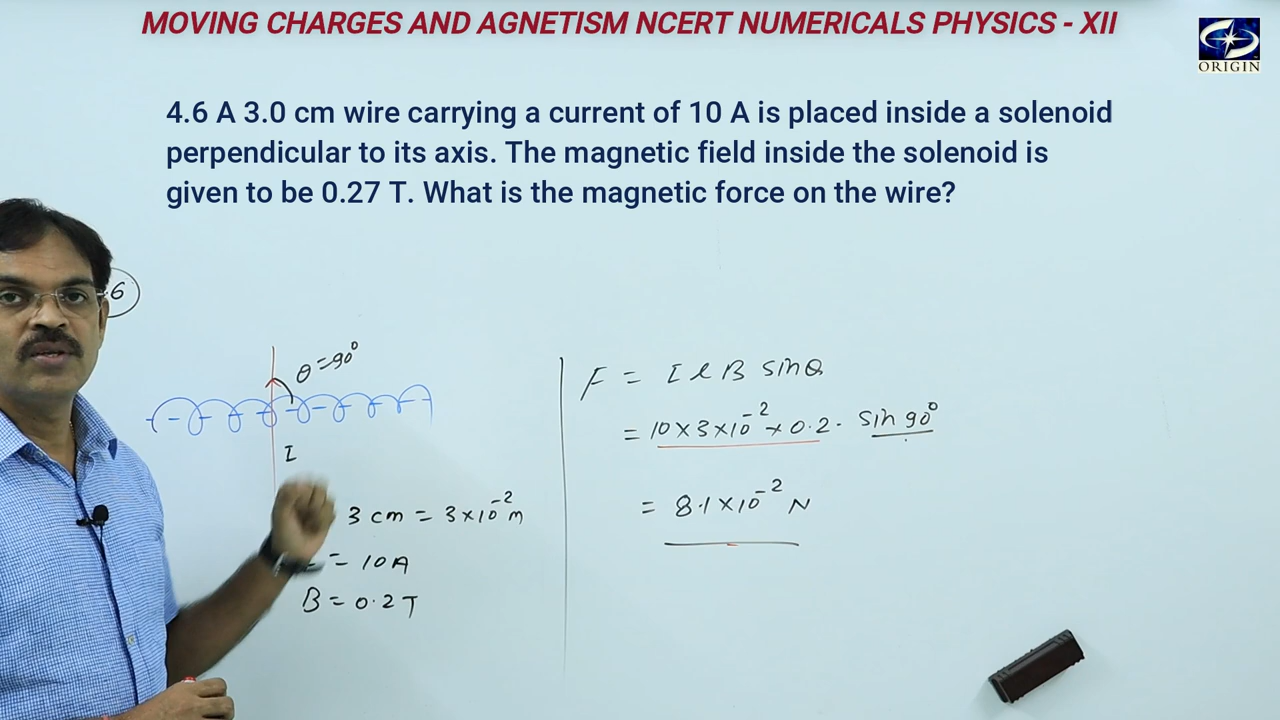 MOVING CHARGES AND AGNETISM NCERT NUMERICALS PHYSICS - XII
ORIGIN
4.6 A 3.0 cm wire carrying a current of 10 A is placed inside a solenoid
perpendicular to its axis. The magnetic field inside the solenoid is
given to be 0.27 T. What is the magnetic force on the wire?
.6
θ=90°
I
3 cm = 3×10⁻² m
= 10A
B = 0.2 T
F = I l B sinθ
= 10×3×10⁻²×0.2. sin 90°
= 8.1×10⁻² N